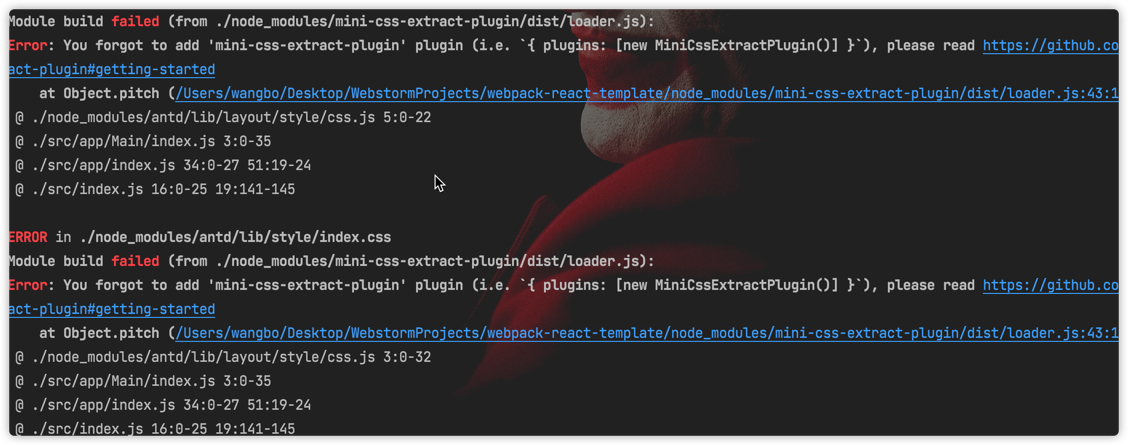 Module build failed (from ./node_modules/mini-css-extract-plugin/dist/loader.js):
Error: You forgot to add 'mini-css-extract-plugin' plugin (i.e. `{ plugins: [new MiniCssExtractPlugin()] }`), please read https://github.co
act-plugin#getting-started
    at Object.pitch (/Users/wangbo/Desktop/WebstormProjects/webpack-react-template/node_modules/mini-css-extract-plugin/dist/loader.js:43:1
 @ ./node_modules/antd/lib/layout/style/css.js 5:0-22
 @ ./src/app/Main/index.js 3:0-35
 @ ./src/app/index.js 34:0-27 51:19-24
 @ ./src/index.js 16:0-25 19:141-145
ERROR in ./node_modules/antd/lib/style/index.css
Module build failed (from ./node_modules/mini-css-extract-plugin/dist/loader.js):
Error: You forgot to add 'mini-css-extract-plugin' plugin (i.e. `{ plugins: [new MiniCssExtractPlugin()] }`), please read https://github.co
act-plugin#getting-started
    at Object.pitch (/Users/wangbo/Desktop/WebstormProjects/webpack-react-template/node_modules/mini-css-extract-plugin/dist/loader.js:43:1
 @ ./node_modules/antd/lib/layout/style/css.js 3:0-32
 @ ./src/app/Main/index.js 3:0-35
 @ ./src/app/index.js 34:0-27 51:19-24
 @ ./src/index.js 16:0-25 19:141-145